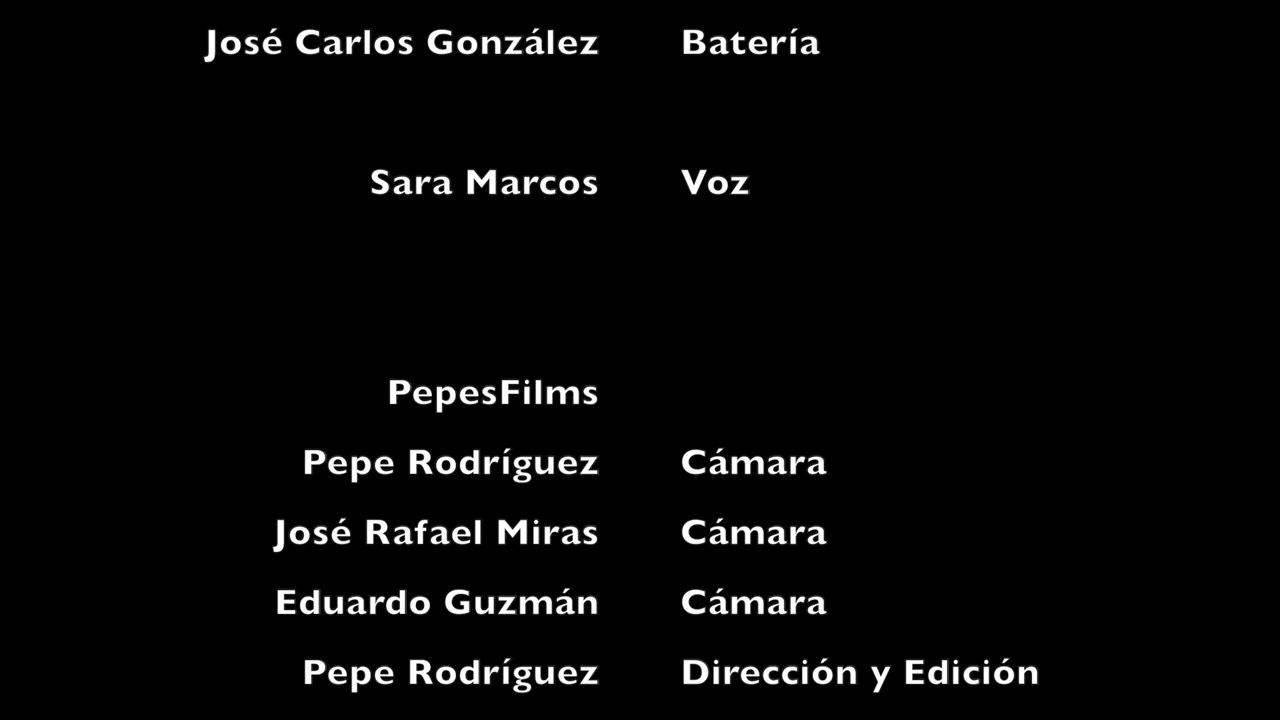 José Carlos González Batería
Sara Marcos Voz
PepesFilms
Pepe Rodríguez Cámara
José Rafael Miras Cámara
Eduardo Guzmán Cámara
Pepe Rodríguez Dirección y Edición